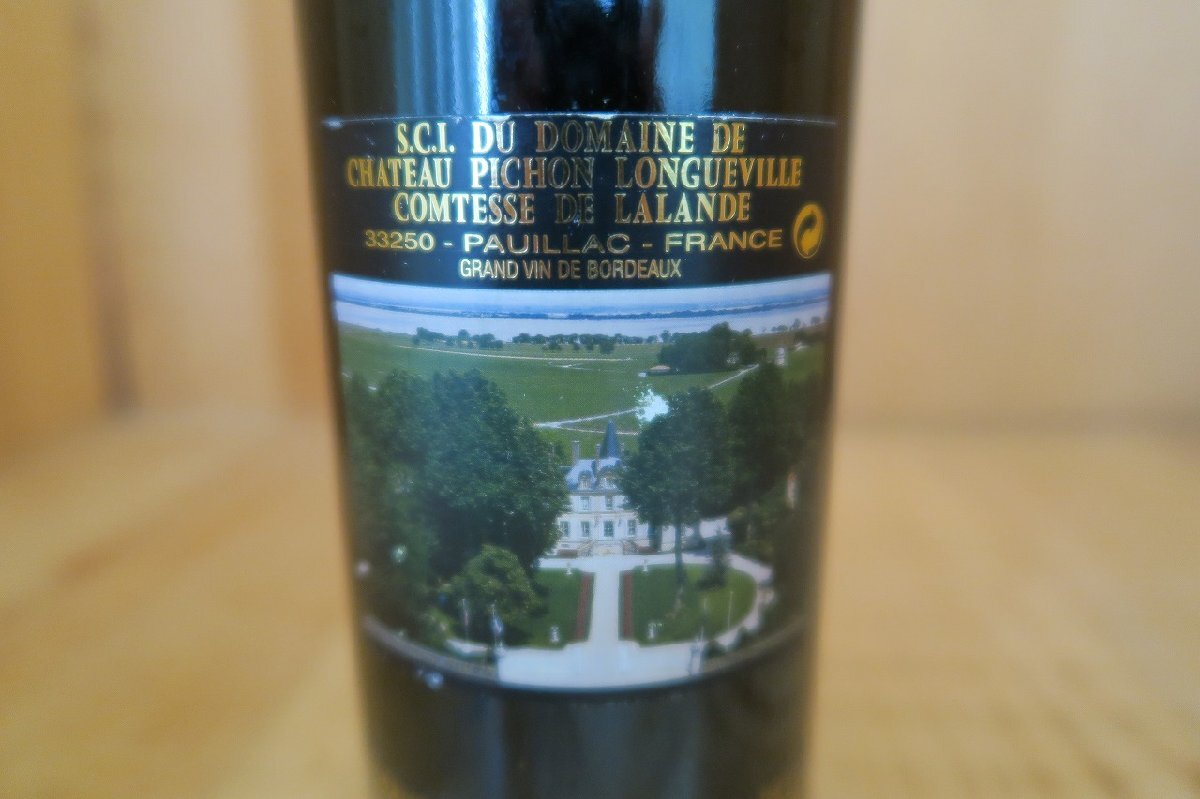 S.C.I. DU DOMAINE DE
CHATEAU PICHON LONGUEVILLE
COMTESSE DE LALANDE
33250 - PAUILLAC - FRANCE
GRAND VIN DE BORDEAUX